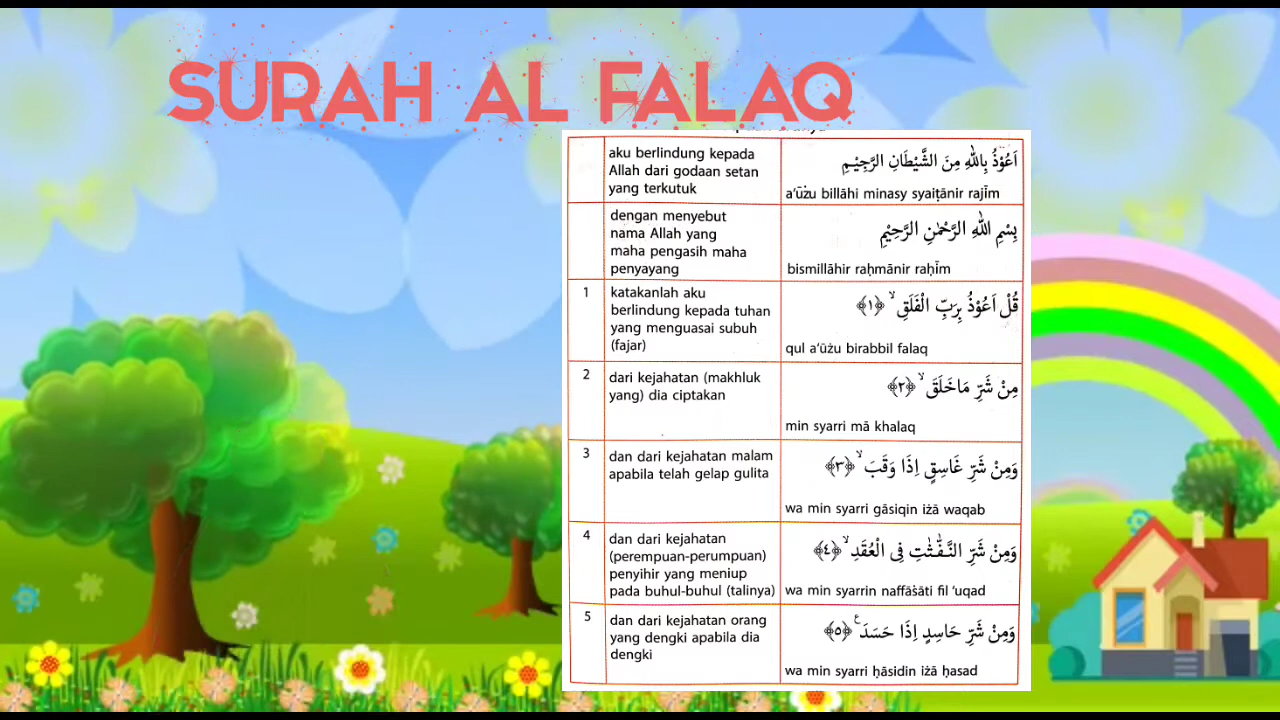 SURAH AL FALAQ
aku berlindung kepada
Allah dari godaan setan
yang terkutuk
اَعُوْذُ بِاللّٰهِ مِنَ الشَّيْطَانِ الرَّجِيْمِ
a'ūżu billāhi minasy syaiṭānir rajīm
dengan menyebut
nama Allah yang
maha pengasih maha
penyayang
بِسْمِ اللّٰهِ الرَّحْمٰنِ الرَّحِيْمِ
bismillāhir raḥmānir raḥīm
1
katakanlah aku
berlindung kepada tuhan
yang menguasai subuh
(fajar)
قُلْ اَعُوْذُ بِرَبِّ الْفَلَقِۙ ﴿١﴾
qul a'ūżu birabbil falaq
2
dari kejahatan (makhluk
yang) dia ciptakan
مِنْ شَرِّ مَاخَلَقَۙ ﴿٢﴾
min syarri mā khalaq
3
dan dari kejahatan malam
apabila telah gelap gulita
وَمِنْ شَرِّ غَاسِقٍ اِذَا وَقَبَۙ ﴿٣﴾
wa min syarri gāsiqin iżā waqab
4
dan dari kejahatan
(perempuan-perumpuan)
penyihir yang meniup
pada buhul-buhul (talinya)
وَمِنْ شَرِّ النَّفّٰثٰتِ فِى الْعُقَدِۙ ﴿٤﴾
wa min syarrin naffāṡāti fil 'uqad
5
dan dari kejahatan orang
yang dengki apabila dia
dengki
وَمِنْ شَرِّ حَاسِدٍ اِذَا حَسَدَ ࣖ ﴿٥﴾
wa min syarri ḥāsidin iżā ḥasad